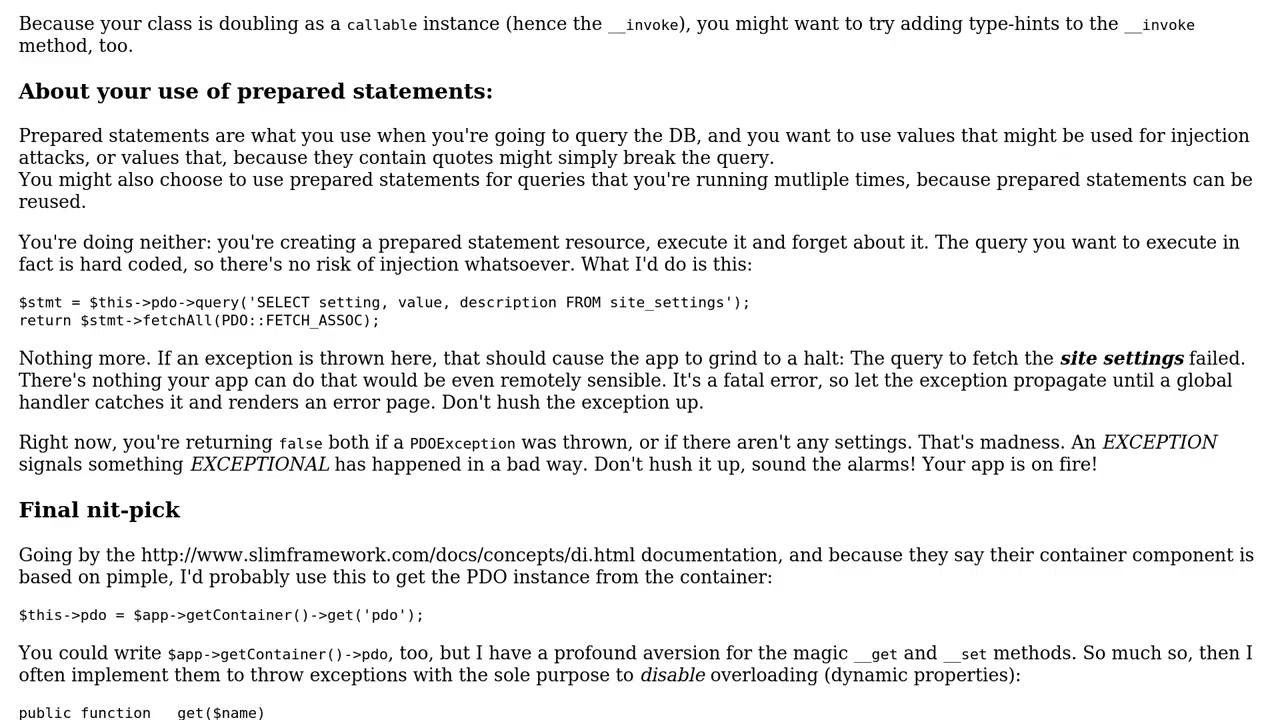 Because your class is doubling as a callable instance (hence the __invoke), you might want to try adding type-hints to the __invoke
method, too.
About your use of prepared statements:
Prepared statements are what you use when you're going to query the DB, and you want to use values that might be used for injection
attacks, or values that, because they contain quotes might simply break the query.
You might also choose to use prepared statements for queries that you're running mutliple times, because prepared statements can be
reused.
You're doing neither: you're creating a prepared statement resource, execute it and forget about it. The query you want to execute in
fact is hard coded, so there's no risk of injection whatsoever. What I'd do is this:
$stmt = $this->pdo->query('SELECT setting, value, description FROM site_settings');
return $stmt->fetchAll(PDO::FETCH_ASSOC);
Nothing more. If an exception is thrown here, that should cause the app to grind to a halt: The query to fetch the site settings failed.
There's nothing your app can do that would be even remotely sensible. It's a fatal error, so let the exception propagate until a global
handler catches it and renders an error page. Don't hush the exception up.
Right now, you're returning false both if a PDOException was thrown, or if there aren't any settings. That's madness. An EXCEPTION
signals something EXCEPTIONAL has happened in a bad way. Don't hush it up, sound the alarms! Your app is on fire!
Final nit-pick
Going by the http://www.slimframework.com/docs/concepts/di.html documentation, and because they say their container component is
based on pimple, I'd probably use this to get the PDO instance from the container:
$this->pdo = $app->getContainer()->get('pdo');
You could write $app->getContainer()->pdo, too, but I have a profound aversion for the magic __get and __set methods. So much so, then I
often implement them to throw exceptions with the sole purpose to disable overloading (dynamic properties):
public function __get($name)